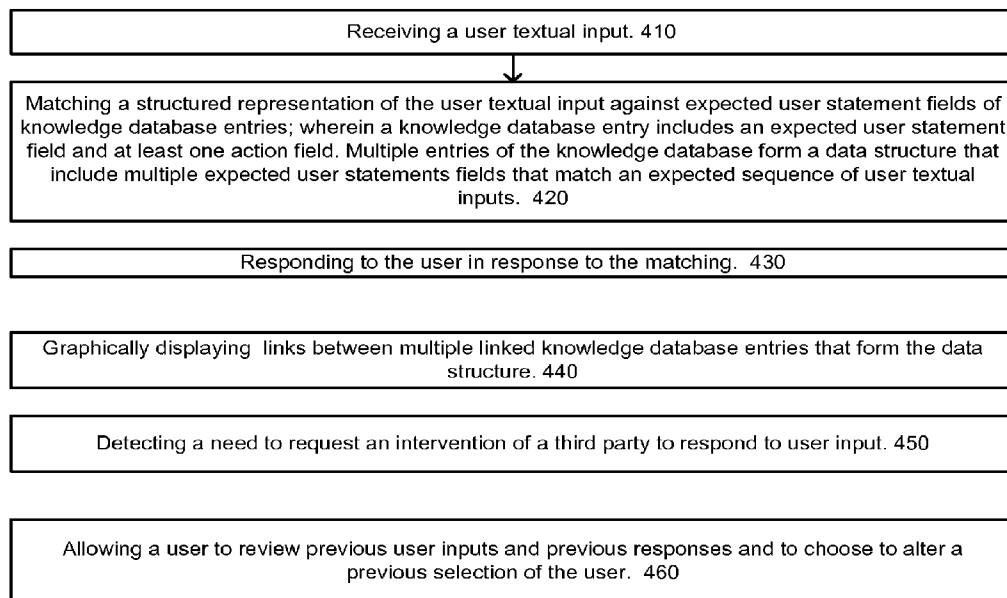 Receiving a user textual input. 410
Matching a structured representation of the user textual input against expected user statement fields of
knowledge database entries; wherein a knowledge database entry includes an expected user statement
field and at least one action field. Multiple entries of the knowledge database form a data structure that
include multiple expected user statements fields that match an expected sequence of user textual
inputs. 420
Responding to the user in response to the matching. 430
Graphically displaying links between multiple linked knowledge database entries that form the data
structure. 440
Detecting a need to request an intervention of a third party to respond to user input. 450
Allowing a user to review previous user inputs and previous responses and to choose to alter a
previous selection of the user. 460